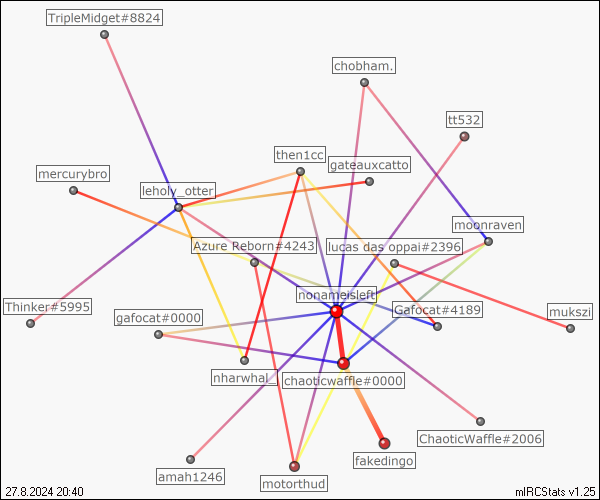 TripleMidget#8824
chobham.
tt532
then1cc
gateauxcatto
mercurybro
leholy_otter
moonraven
Azure Reborn#4243
lucas das oppai#2396
nonameisleft
Thinker#5995
gafocat#0000
Gafocat#4189
mukszi
nharwhal_
chaoticwaffle#0000
ChaoticWaffle#2006
fakedingo
amah1246
motorthud
27.8.2024 20:40
mIRCStats v1.25